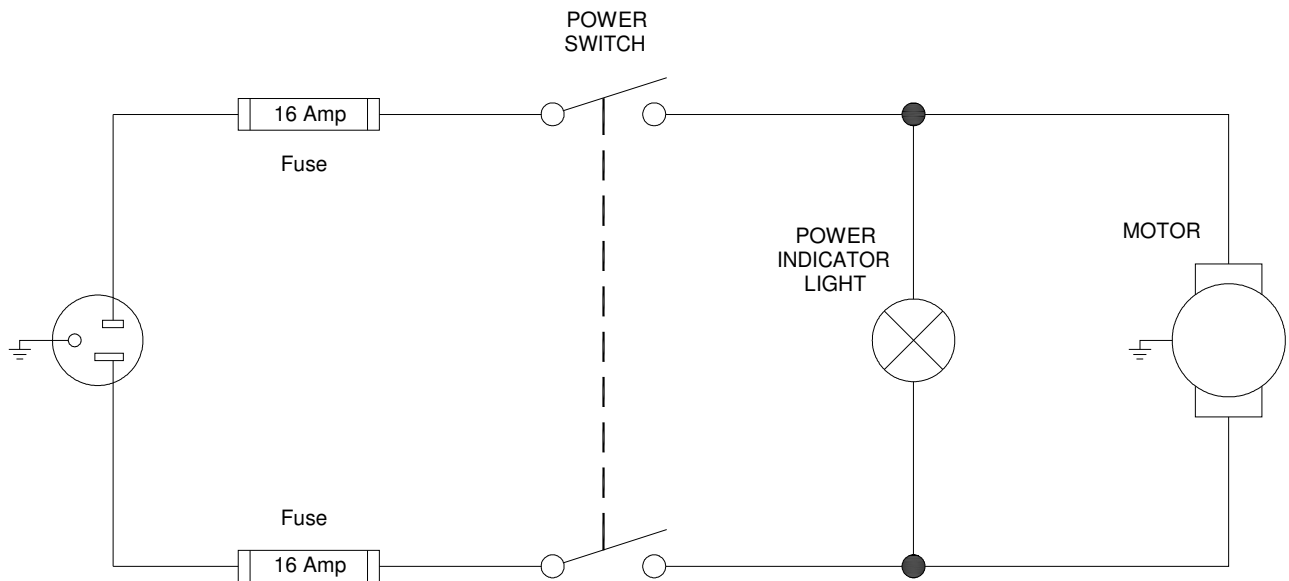 POWER
SWITCH
16 Amp
Fuse
POWER
INDICATOR
LIGHT
MOTOR
Fuse
16 Amp